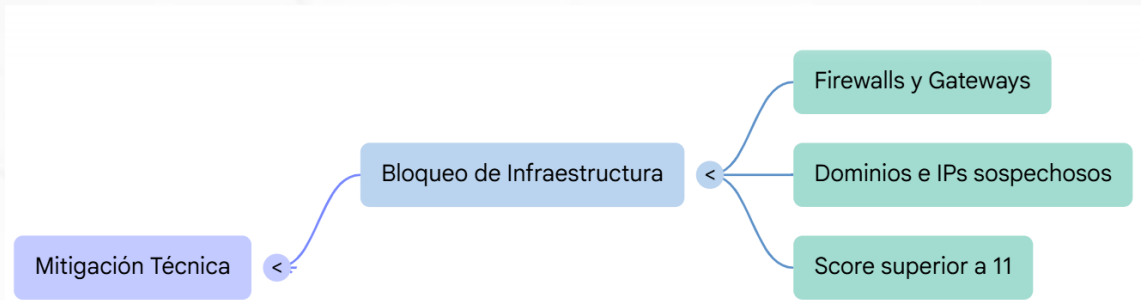 Firewalls y Gateways
Bloqueo de Infraestructura
<
Dominios e IPs sospechosos
Mitigación Técnica
<
Score superior a 11